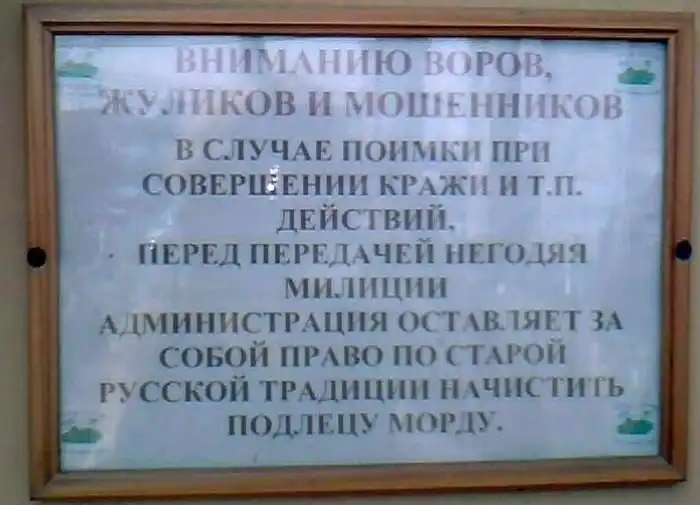 ВНИМАНИЮ ВОРОВ,
ЖУЛИКОВ И МОШЕННИКОВ
В СЛУЧАЕ ПОИМКИ ПРИ
СОВЕРШЕНИИ КРАЖИ И Т.П.
ДЕЙСТВИЙ,
ПЕРЕД ПЕРЕДАЧЕЙ НЕГОДЯЯ
МИЛИЦИИ
АДМИНИСТРАЦИЯ ОСТАВЛЯЕТ ЗА
СОБОЙ ПРАВО ПО СТАРОЙ
РУССКОЙ ТРАДИЦИИ НАЧИСТИТЬ
ПОДЛЕЦУ МОРДУ.